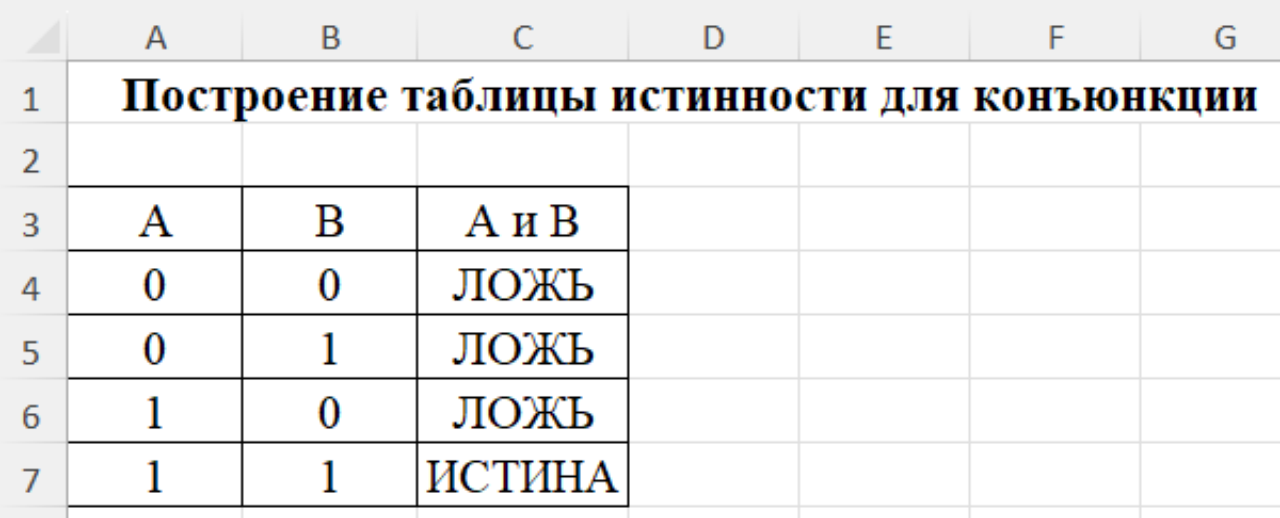 A B C D E F G
1 Построение таблицы истинности для конъюнкции
2
3 А В А и В
4 0 0 ЛОЖЬ
5 0 1 ЛОЖЬ
6 1 0 ЛОЖЬ
7 1 1 ИСТИНА